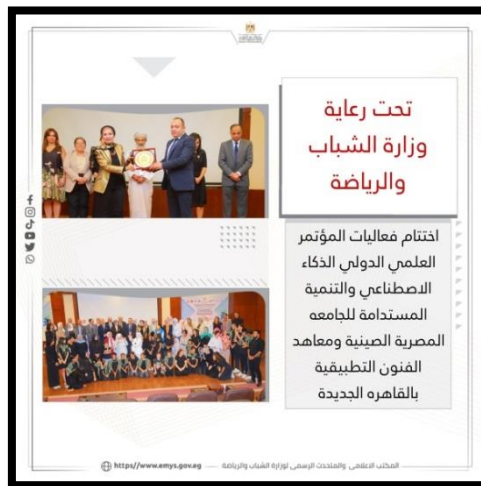 تحت رعاية
وزارة الشباب
والرياضة
اختتام فعاليات المؤتمر
العلمي الدولي الذكاء
الاصطناعي والتنمية
المستدامة للجامعه
المصرية الصينية ومعاهد
الفنون التطبيقية
بالقاهره الجديدة
المكتب الاعلامي والمتحدث الرسمي لوزارة الشباب والرياضة
https//www.emys.gov.eg